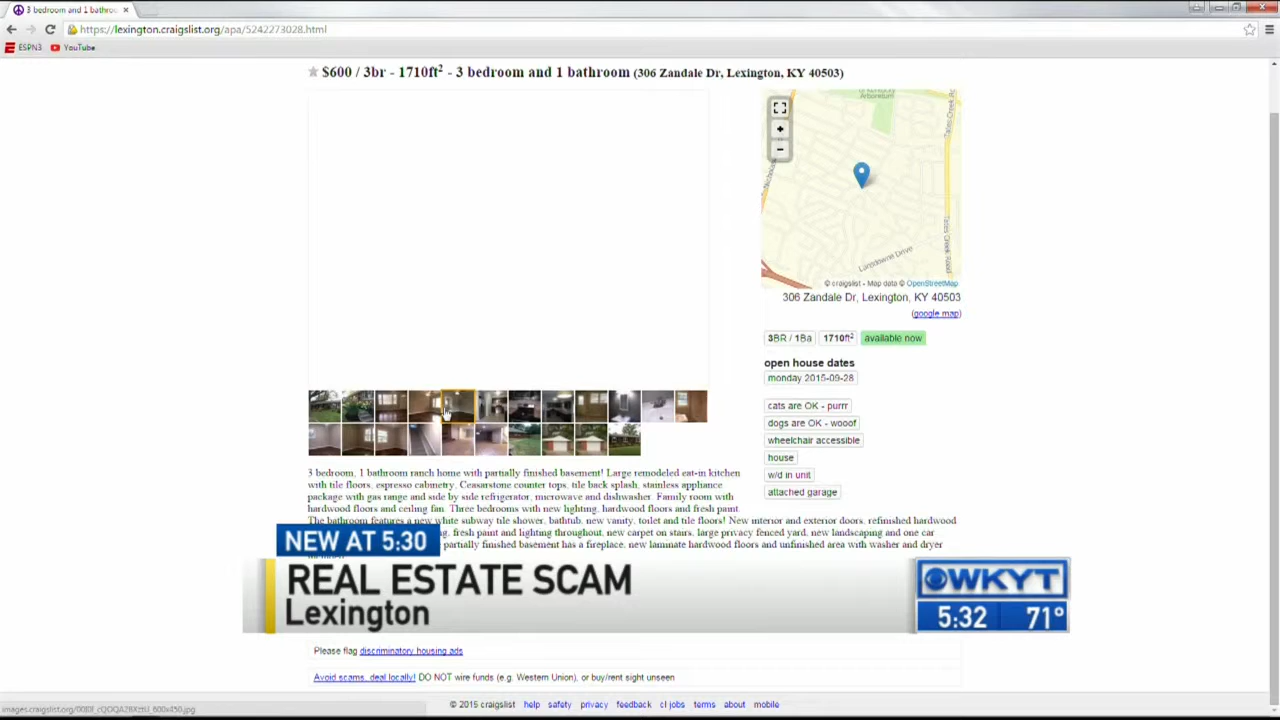 3 bedroom and 1 bathroo
https://lexington.craigslist.org/apa/5242273028.html
ESPN3 YouTube
$600 / 3br - 1710ft² - 3 bedroom and 1 bathroom (306 Zandale Dr, Lexington, KY 40503)
Arboretum
Lansdowne Drive
© craigslist - Map data © OpenStreetMap
306 Zandale Dr, Lexington, KY 40503
(google map)
3BR / 1Ba 1710ft² available now
open house dates
monday 2015-09-28
cats are OK - purrr
dogs are OK - wooof
wheelchair accessible
house
w/d in unit
attached garage
3 bedroom, 1 bathroom ranch home with partially finished basement! Large remodeled eat-in kitchen
with tile floors, espresso cabinetry, Ceasarstone counter tops, tile back splash, stainless appliance
package with gas range and side by side refrigerator, microwave and dishwasher. Family room with
hardwood floors and ceiling fan. Three bedrooms with new lighting, hardwood floors and fresh paint.
The bathroom features a new white subway tile shower, bathtub, new vanity, toilet and tile floors! New interior and exterior doors, refinished hardwood
fresh paint and lighting throughout, new carpet on stairs, large privacy fenced yard, new landscaping and one car
partially finished basement has a fireplace, new laminate hardwood floors and unfinished area with washer and dryer
NEW AT 5:30
REAL ESTATE SCAM
Lexington
WKYT
5:32 71°
Please flag discriminatory housing ads
Avoid scams, deal locally! DO NOT wire funds (e.g. Western Union), or buy/rent sight unseen
© 2015 craigslist help safety privacy feedback cl jobs terms about mobile